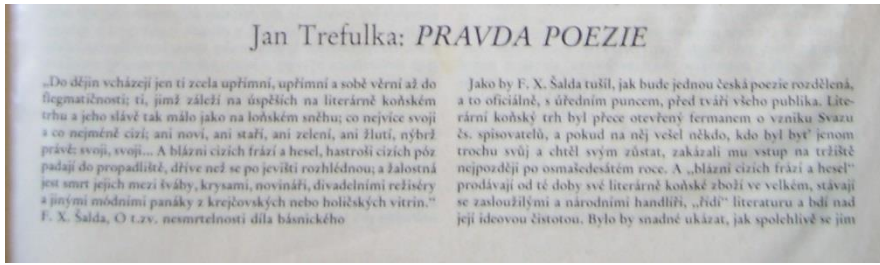 Jan Trefulka: PRAVDA POEZIE
„Do dějin vcházejí jen ti zcela upřímní, upřímní a sobě věrní až do
flegmatičnosti; ti, jimž záleží na úspěších na literárně koňském
trhu a jeho slávě tak málo jako na loňském sněhu; co nejvíce svoji
a co nejméně cizí; ani noví, ani staří, ani zelení, ani žlutí, nýbrž
právě: svoji, svoji... A blázni cizích frází a hesel, hastroši cizích póz
padají do propadliště, dříve než se po jevišti rozhlédnou; a žalostná
jest smrt jejich mezi šváby, krysami, novináři, divadelními režiséry
a jinými módními panáky z krejčovských nebo holičských vitrin.“
F. X. Šalda, O t.zv. nesmrtelnosti díla básnického
Jako by F. X. Šalda tušil, jak bude jednou česká poezie rozdělená,
a to oficiálně, s úředním puncem, před tváří všeho publika. Lite-
rární koňský trh byl přece otevřený fermanem o vzniku Svazu
čs. spisovatelů, a pokud na něj vešel někdo, kdo byl byť jenom
trochu svůj a chtěl svým zůstat, zakázali mu vstup na tržiště
nejpozději po osmašedesátém roce. A „blázni cizích frází a hesel“
prodávají od té doby své literárně koňské zboží ve velkém, stávají
se zasloužilými a národními handlíři, „řídí“ literaturu a bdí nad
její ideovou čistotou. Bylo by snadné ukázat, jak spolehlivě se jim